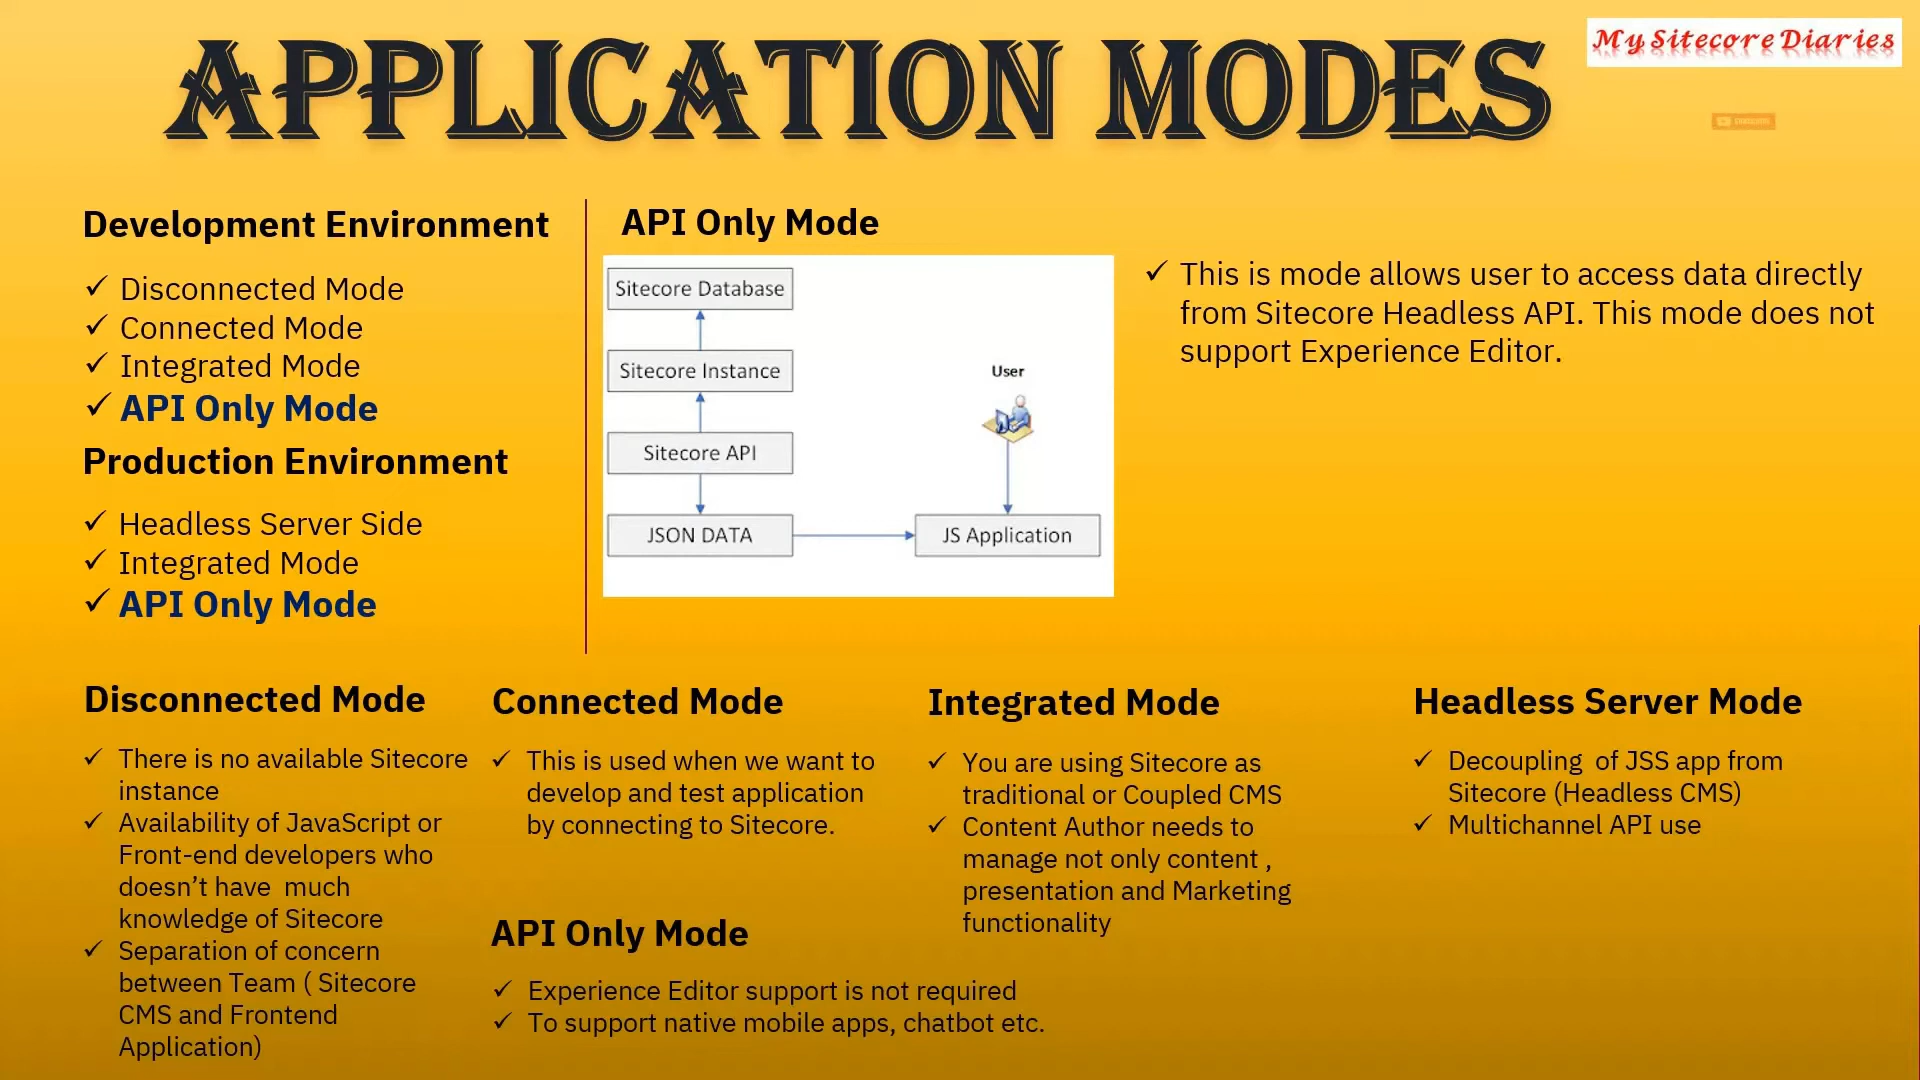 APPLICATION MODES
My Sitecore Diaries
Development Environment
✓ Disconnected Mode
✓ Connected Mode
✓ Integrated Mode
✓ API Only Mode
Production Environment
✓ Headless Server Side
✓ Integrated Mode
✓ API Only Mode
API Only Mode
Sitecore Database
Sitecore Instance
Sitecore API
JSON DATA
User
JS Application
✓ This is mode allows user to access data directly
from Sitecore Headless API. This mode does not
support Experience Editor.
Disconnected Mode
✓ There is no available Sitecore
instance
✓ Availability of JavaScript or
Front-end developers who
doesn’t have  much
knowledge of Sitecore
✓ Separation of concern
between Team ( Sitecore
CMS and Frontend
Application)
Connected Mode
✓ This is used when we want to
develop and test application
by connecting to Sitecore.
API Only Mode
✓ Experience Editor support is not required
✓ To support native mobile apps, chatbot etc.
Integrated Mode
✓ You are using Sitecore as
traditional or Coupled CMS
✓ Content Author needs to
manage not only content ,
presentation and Marketing
functionality
Headless Server Mode
✓ Decoupling  of JSS app from
Sitecore (Headless CMS)
✓ Multichannel API use